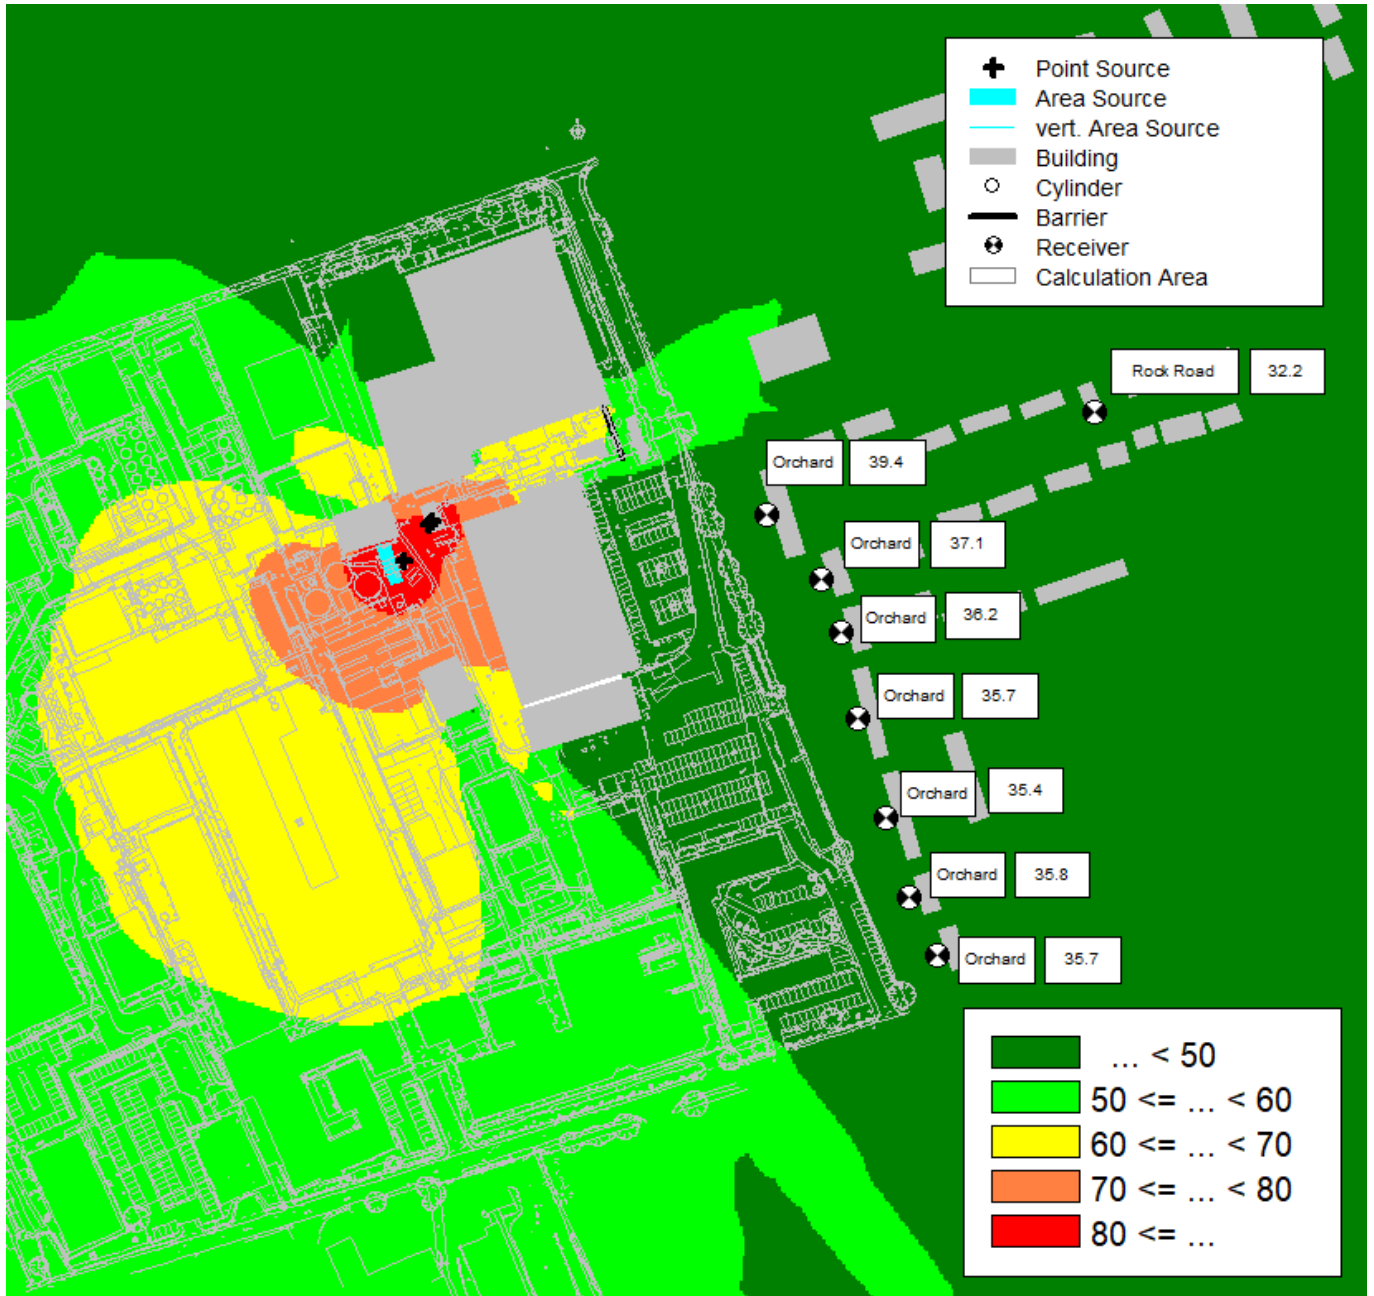 Point Source
Area Source
vert. Area Source
Building
Cylinder
Barrier
Receiver
Calculation Area
Rock Road 32.2
Orchard 39.4
Orchard 37.1
Orchard 36.2
Orchard 35.7
Orchard 35.4
Orchard 35.8
Orchard 35.7
... < 50
50 <= ... < 60
60 <= ... < 70
70 <= ... < 80
80 <= ...